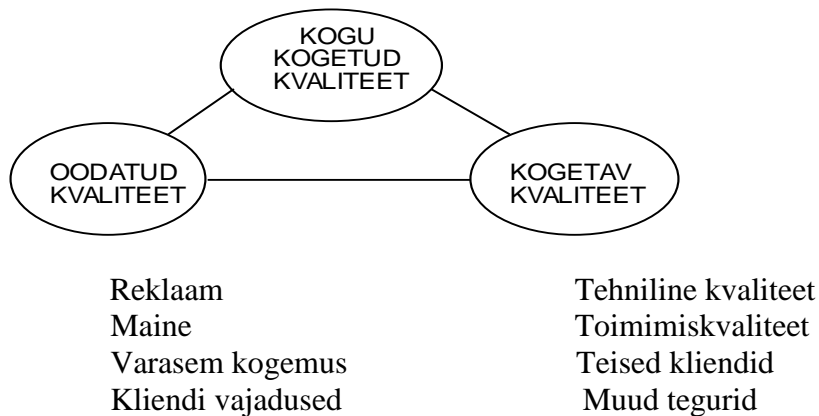 KOGU
KOGETUD
KVALITEET
OODATUD
KVALITEET
KOGETAV
KVALITEET
Reklaam
Maine
Varasem kogemus
Kliendi vajadused
Tehniline kvaliteet
Toimimiskvaliteet
Teised kliendid
Muud tegurid